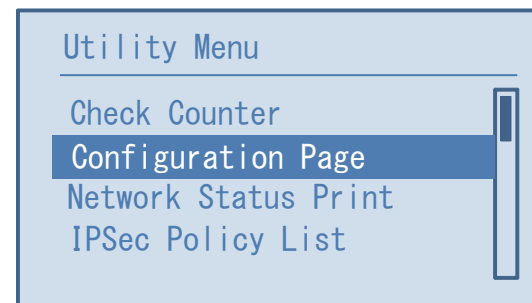 Utility Menu
Check Counter
Configuration Page
Network Status Print
IPSec Policy List